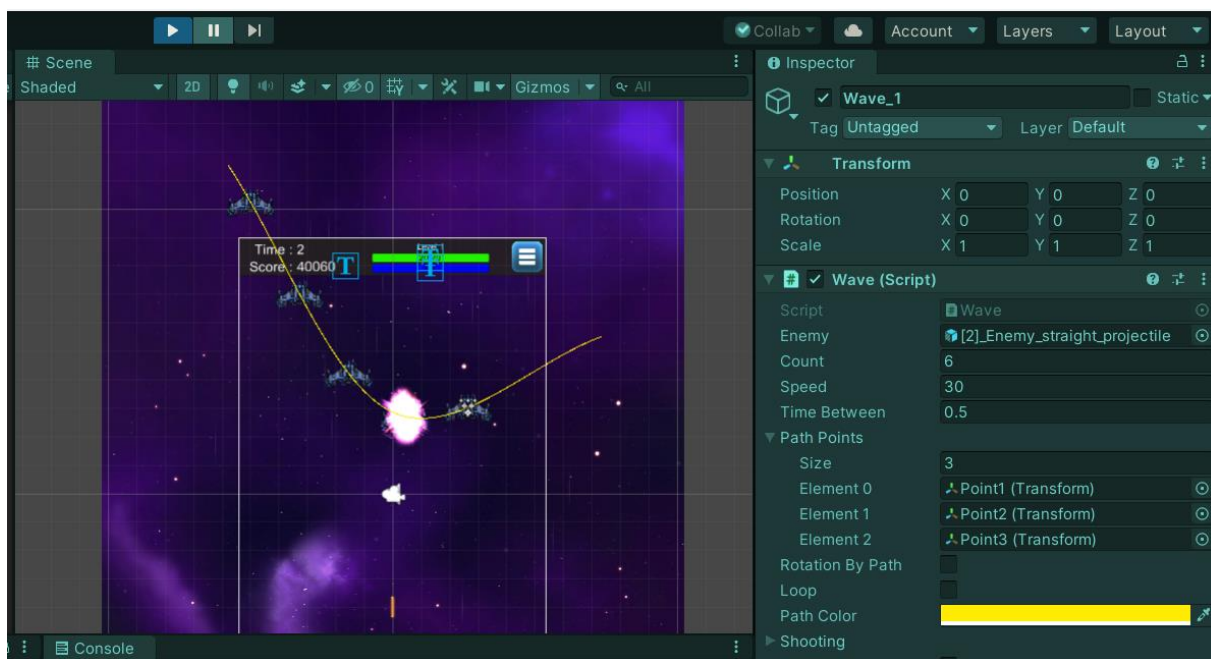 Collab
Account
Layers
Layout
Scene
Shaded
2D
0
Gizmos
All
Time : 2
Score : 40060
T
T
Console
Inspector
Wave_1
Static
Tag Untagged
Layer Default
Transform
Position X 0 Y 0 Z 0
Rotation X 0 Y 0 Z 0
Scale X 1 Y 1 Z 1
# Wave (Script)
Script Wave
Enemy [2]_Enemy_straight_projectile
Count 6
Speed 30
Time Between 0.5
Path Points
Size 3
Element 0 Point1 (Transform)
Element 1 Point2 (Transform)
Element 2 Point3 (Transform)
Rotation By Path
Loop
Path Color
Shooting